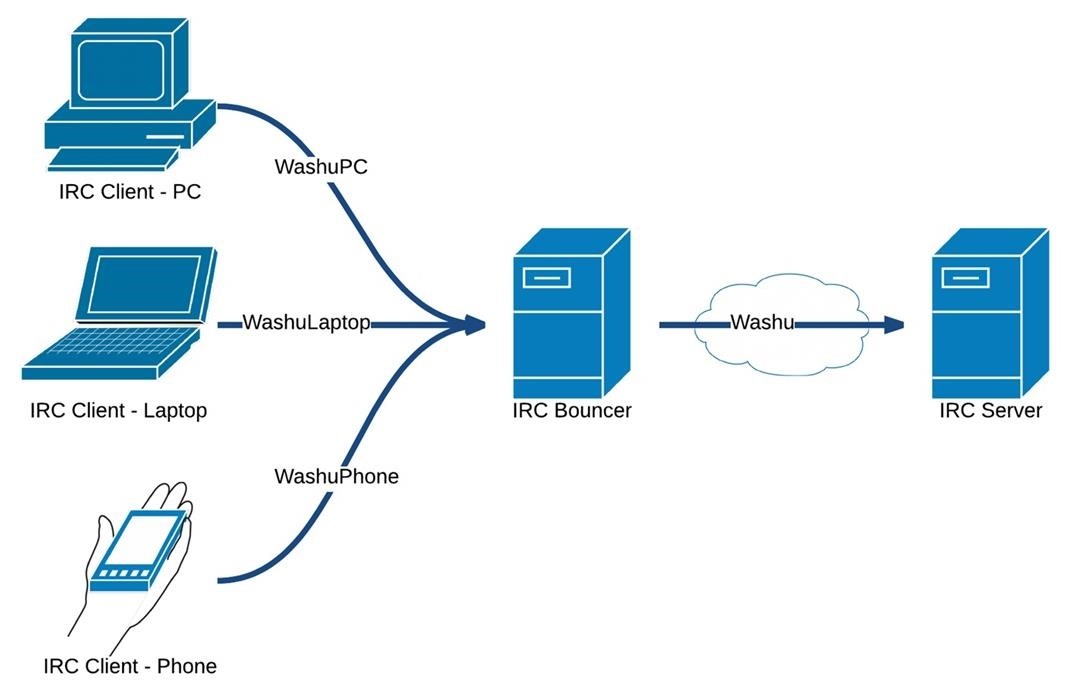 WashuPC
IRC Client - PC
WashuLaptop
Washu
IRC Client - Laptop
IRC Bouncer
IRC Server
WashuPhone
IRC Client - Phone